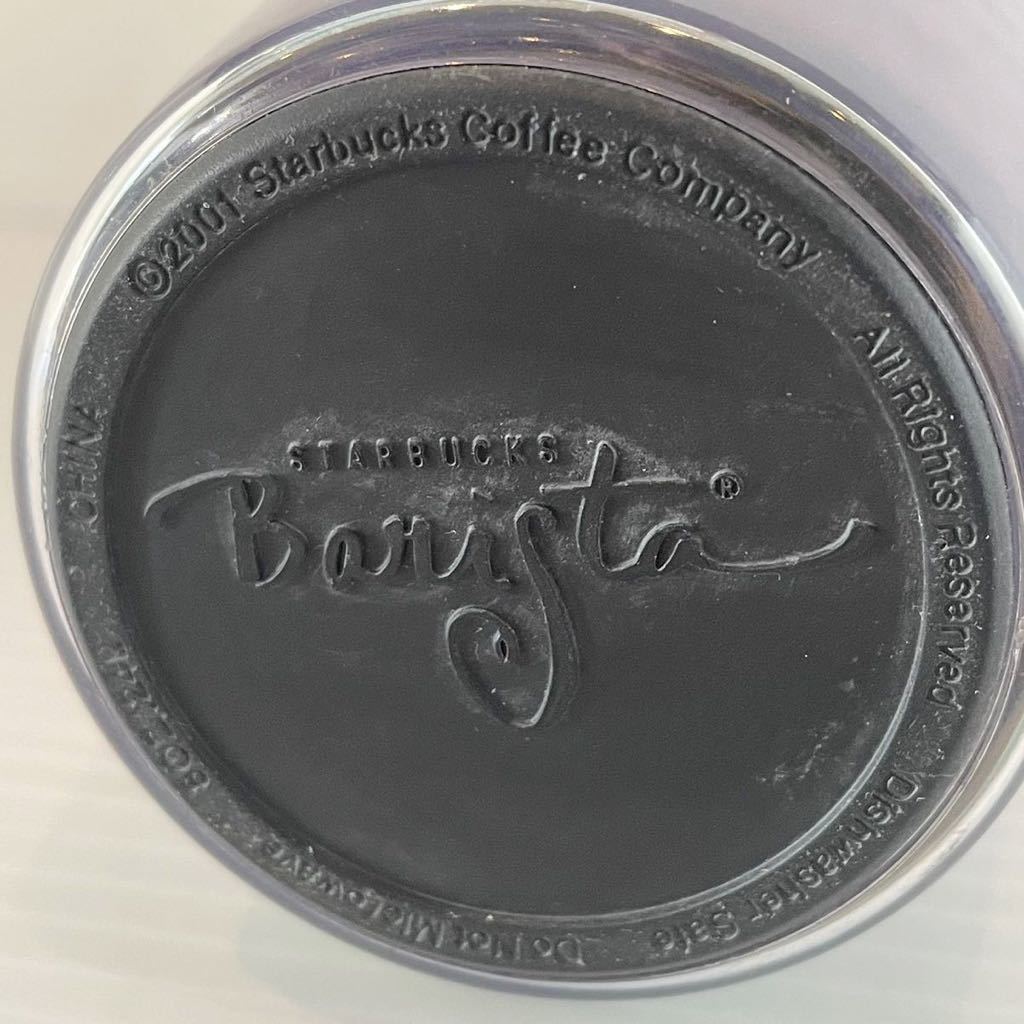 ©2001 Starbucks Coffee Company
All Rights Reserved
Dishwasher Safe
Do Not Microwave
CHINA
STARBUCKS
Barista®